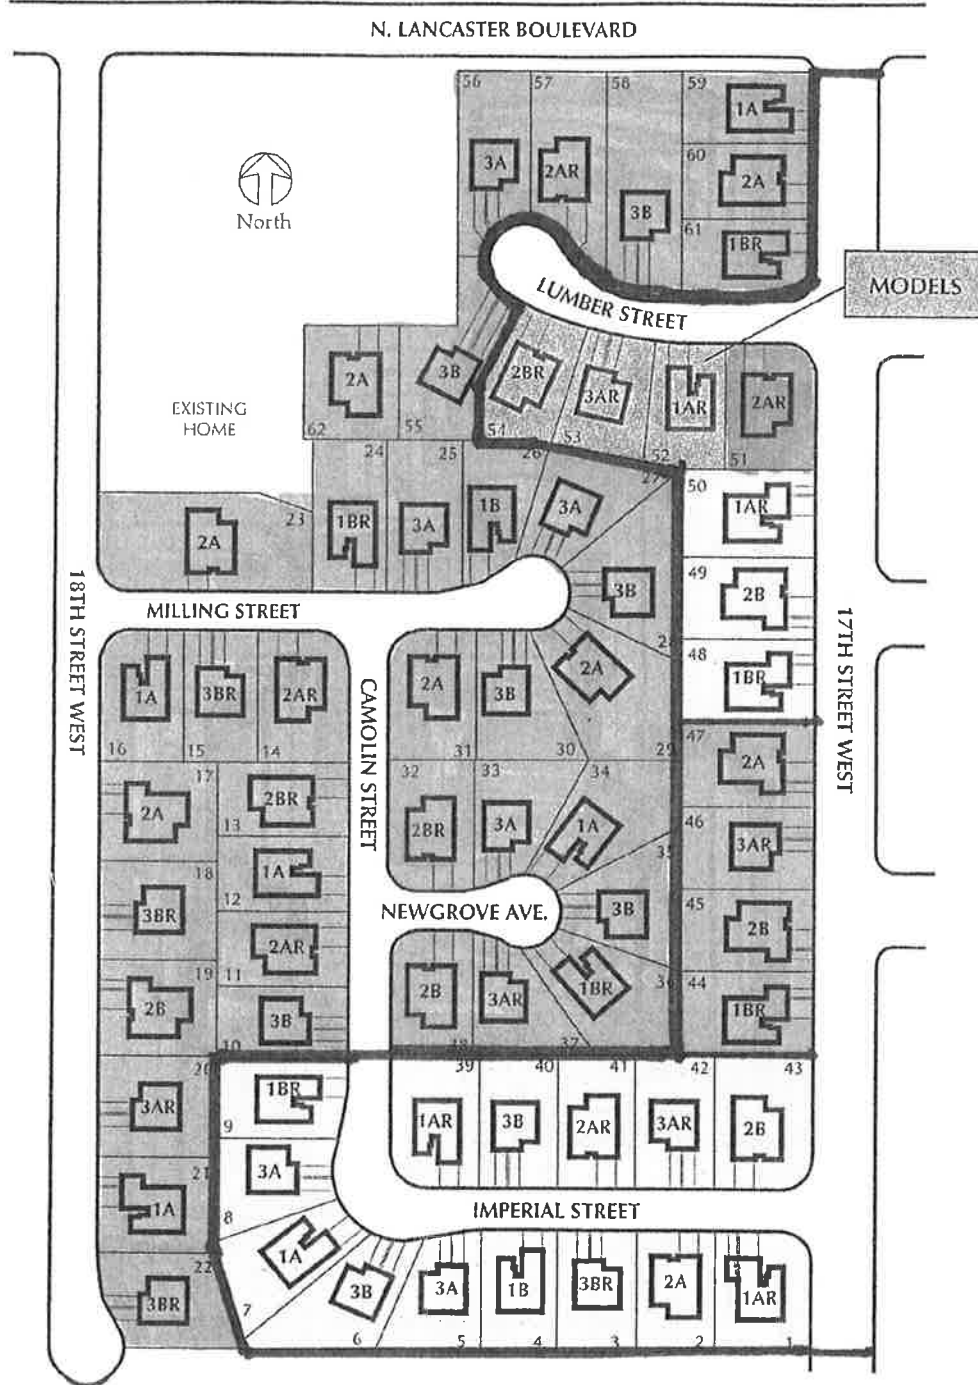 N. LANCASTER BOULEVARD
56 57 58 59
1A
3A 2AR
60
2A
North
3B
61
1BR
MODELS
LUMBER STREET
2A 3B 2BR 3AR 1AR 2AR
EXISTING
HOME
62 55 54 53 52 51
24 25 26 27
50
1AR
23 1BR 3A 1B 3A
2A
49
2B
3B
18TH STREET WEST
MILLING STREET
17TH STREET WEST
48
1BR
1A 3BR 2AR
CAMOLIN STREET
2A 3B 2A
16 15 14 31 30 29
47
2A
17
2A
2BR
13
32 33 34
2BR 3A 1A
46
3AR
35
18
3BR
1A
12
NEWGROVE AVE.
3B
45
2B
19
2B
2AR
11
2B 3AR 1BR
36
44
1BR
3B
10
38 37
20
3AR
1BR
9
39 40 41 42 43
1AR 3B 2AR 3AR 2B
21
1A
3A
8
IMPERIAL STREET
22
3BR
1A
7
3B
6
3A 1B 3BR 2A 1AR
5 4 3 2 1